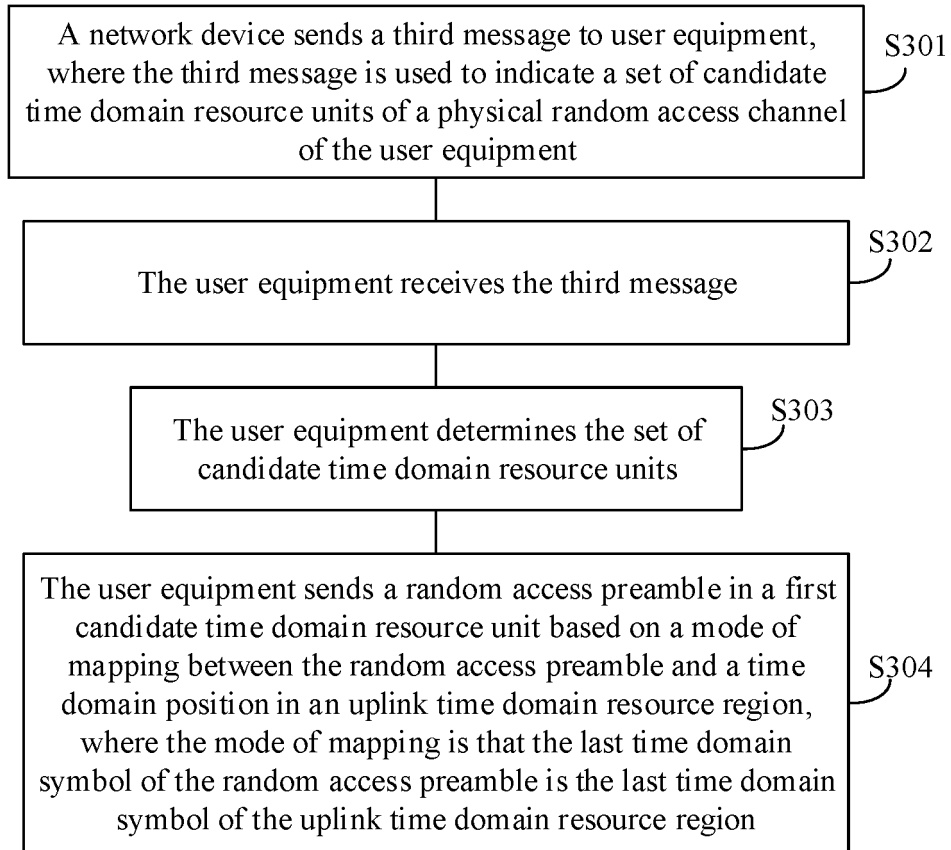 A network device sends a third message to user equipment,
where the third message is used to indicate a set of candidate
time domain resource units of a physical random access channel
of the user equipment
S301
The user equipment receives the third message
S302
The user equipment determines the set of
candidate time domain resource units
S303
The user equipment sends a random access preamble in a first
candidate time domain resource unit based on a mode of
mapping between the random access preamble and a time
domain position in an uplink time domain resource region,
where the mode of mapping is that the last time domain
symbol of the random access preamble is the last time domain
symbol of the uplink time domain resource region
S304